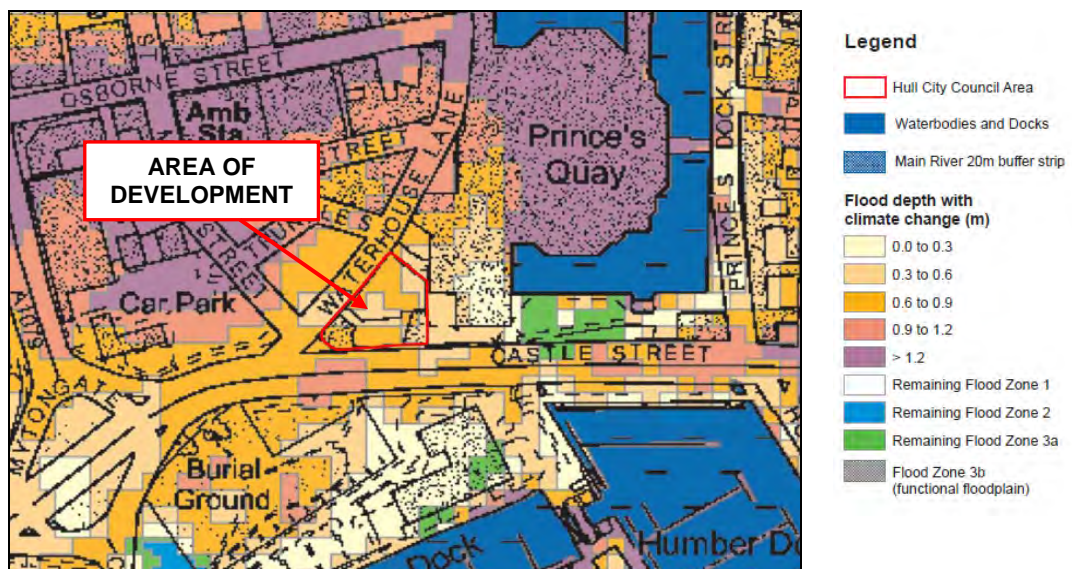 OSBORNE STREET
Amb
Sta
STREET
AREA OF
DEVELOPMENT
WATERHOUSE LANE
STREET
Car Park
Prince's
Quay
PRINCES DOCK STRE
CASTLE STREET
MYTONGATE
Burial
Ground
Dock
Humber Do
Legend
Hull City Council Area
Waterbodies and Docks
Main River 20m buffer strip
Flood depth with
climate change (m)
0.0 to 0.3
0.3 to 0.6
0.6 to 0.9
0.9 to 1.2
> 1.2
Remaining Flood Zone 1
Remaining Flood Zone 2
Remaining Flood Zone 3a
Flood Zone 3b
(functional floodplain)